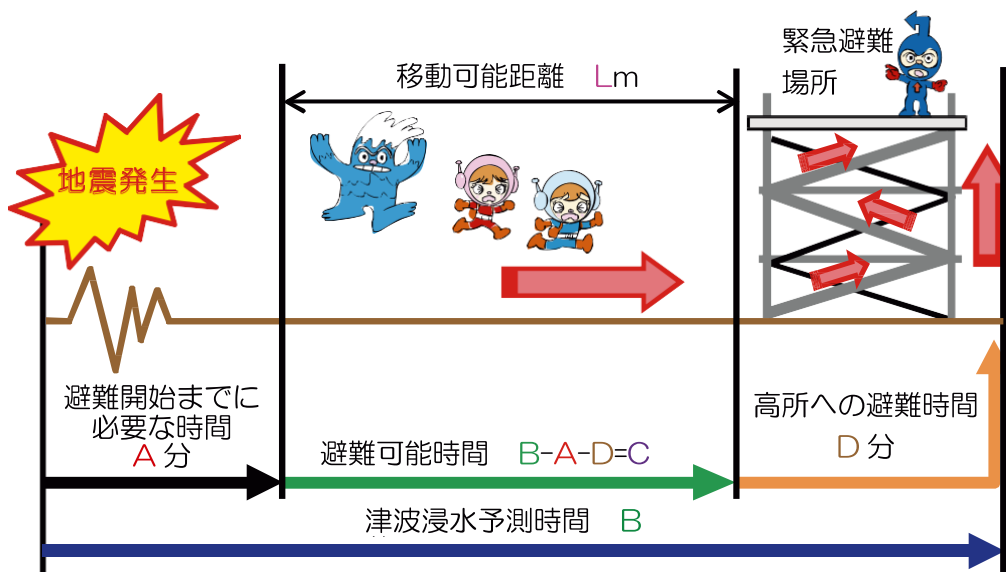 緊急避難
場所
移動可能距離 Lm
地震発生
避難開始までに
必要な時間
A分
避難可能時間 B-A-D=C
高所への避難時間
D分
津波浸水予測時間 B